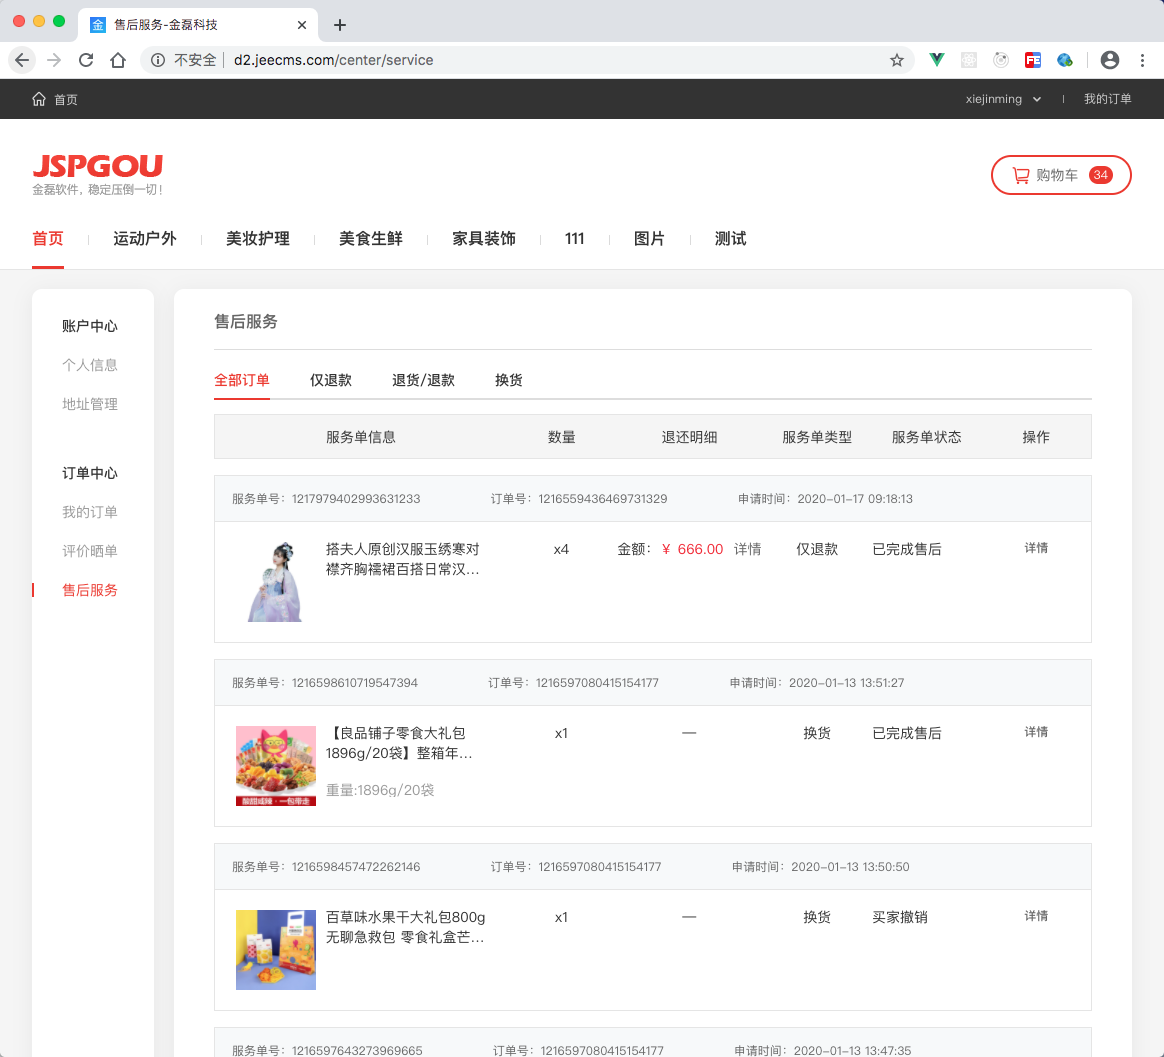 售后服务-金磊科技
不安全 d2.jeecms.com/center/service
首页 xiejinming 我的订单
JSPGOU
金磊软件，稳定压倒一切！
购物车 34
首页 运动户外 美妆护理 美食生鲜 家具装饰 111 图片 测试
账户中心
个人信息
地址管理
订单中心
我的订单
评价晒单
售后服务
售后服务
全部订单 仅退款 退货/退款 换货
服务单信息 数量 退还明细 服务单类型 服务单状态 操作
服务单号：1217979402993631233 订单号：1216559436469731329 申请时间：2020-01-17 09:18:13
搭夫人原创汉服玉绣寒对 x4 金额：¥ 666.00 详情 仅退款 已完成售后 详情
襟齐胸襦裙百搭日常汉...
服务单号：1216598610719547394 订单号：1216597080415154177 申请时间：2020-01-13 13:51:27
【良品铺子零食大礼包 x1 — 换货 已完成售后 详情
1896g/20袋】整箱年...
重量:1896g/20袋
酸甜咸辣·一包带走
服务单号：1216598457472262146 订单号：1216597080415154177 申请时间：2020-01-13 13:50:50
百草味水果干大礼包800g x1 — 换货 买家撤销 详情
无聊急救包 零食礼盒芒...
服务单号：1216597643273969665 订单号：1216597080415154177 申请时间：2020-01-13 13:47:35